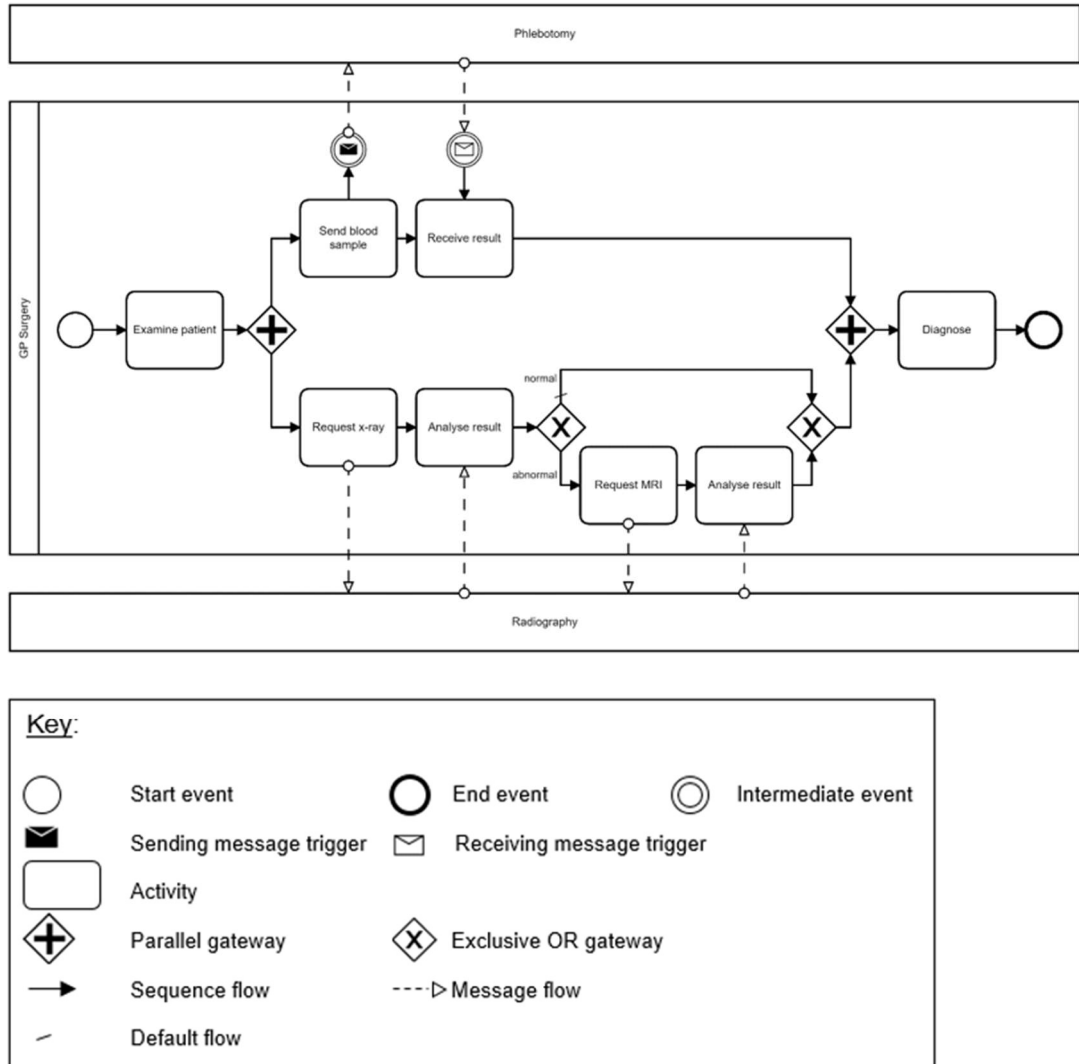 Phlebotomy
GP Surgery
Send blood
sample
Receive result
Examine patient
Diagnose
normal
Request x-ray
Analyse result
abnormal
Request MRI
Analyse result
Radiography
Key:
Start event
End event
Intermediate event
Sending message trigger
Receiving message trigger
Activity
Parallel gateway
X Exclusive OR gateway
Sequence flow
Message flow
Default flow